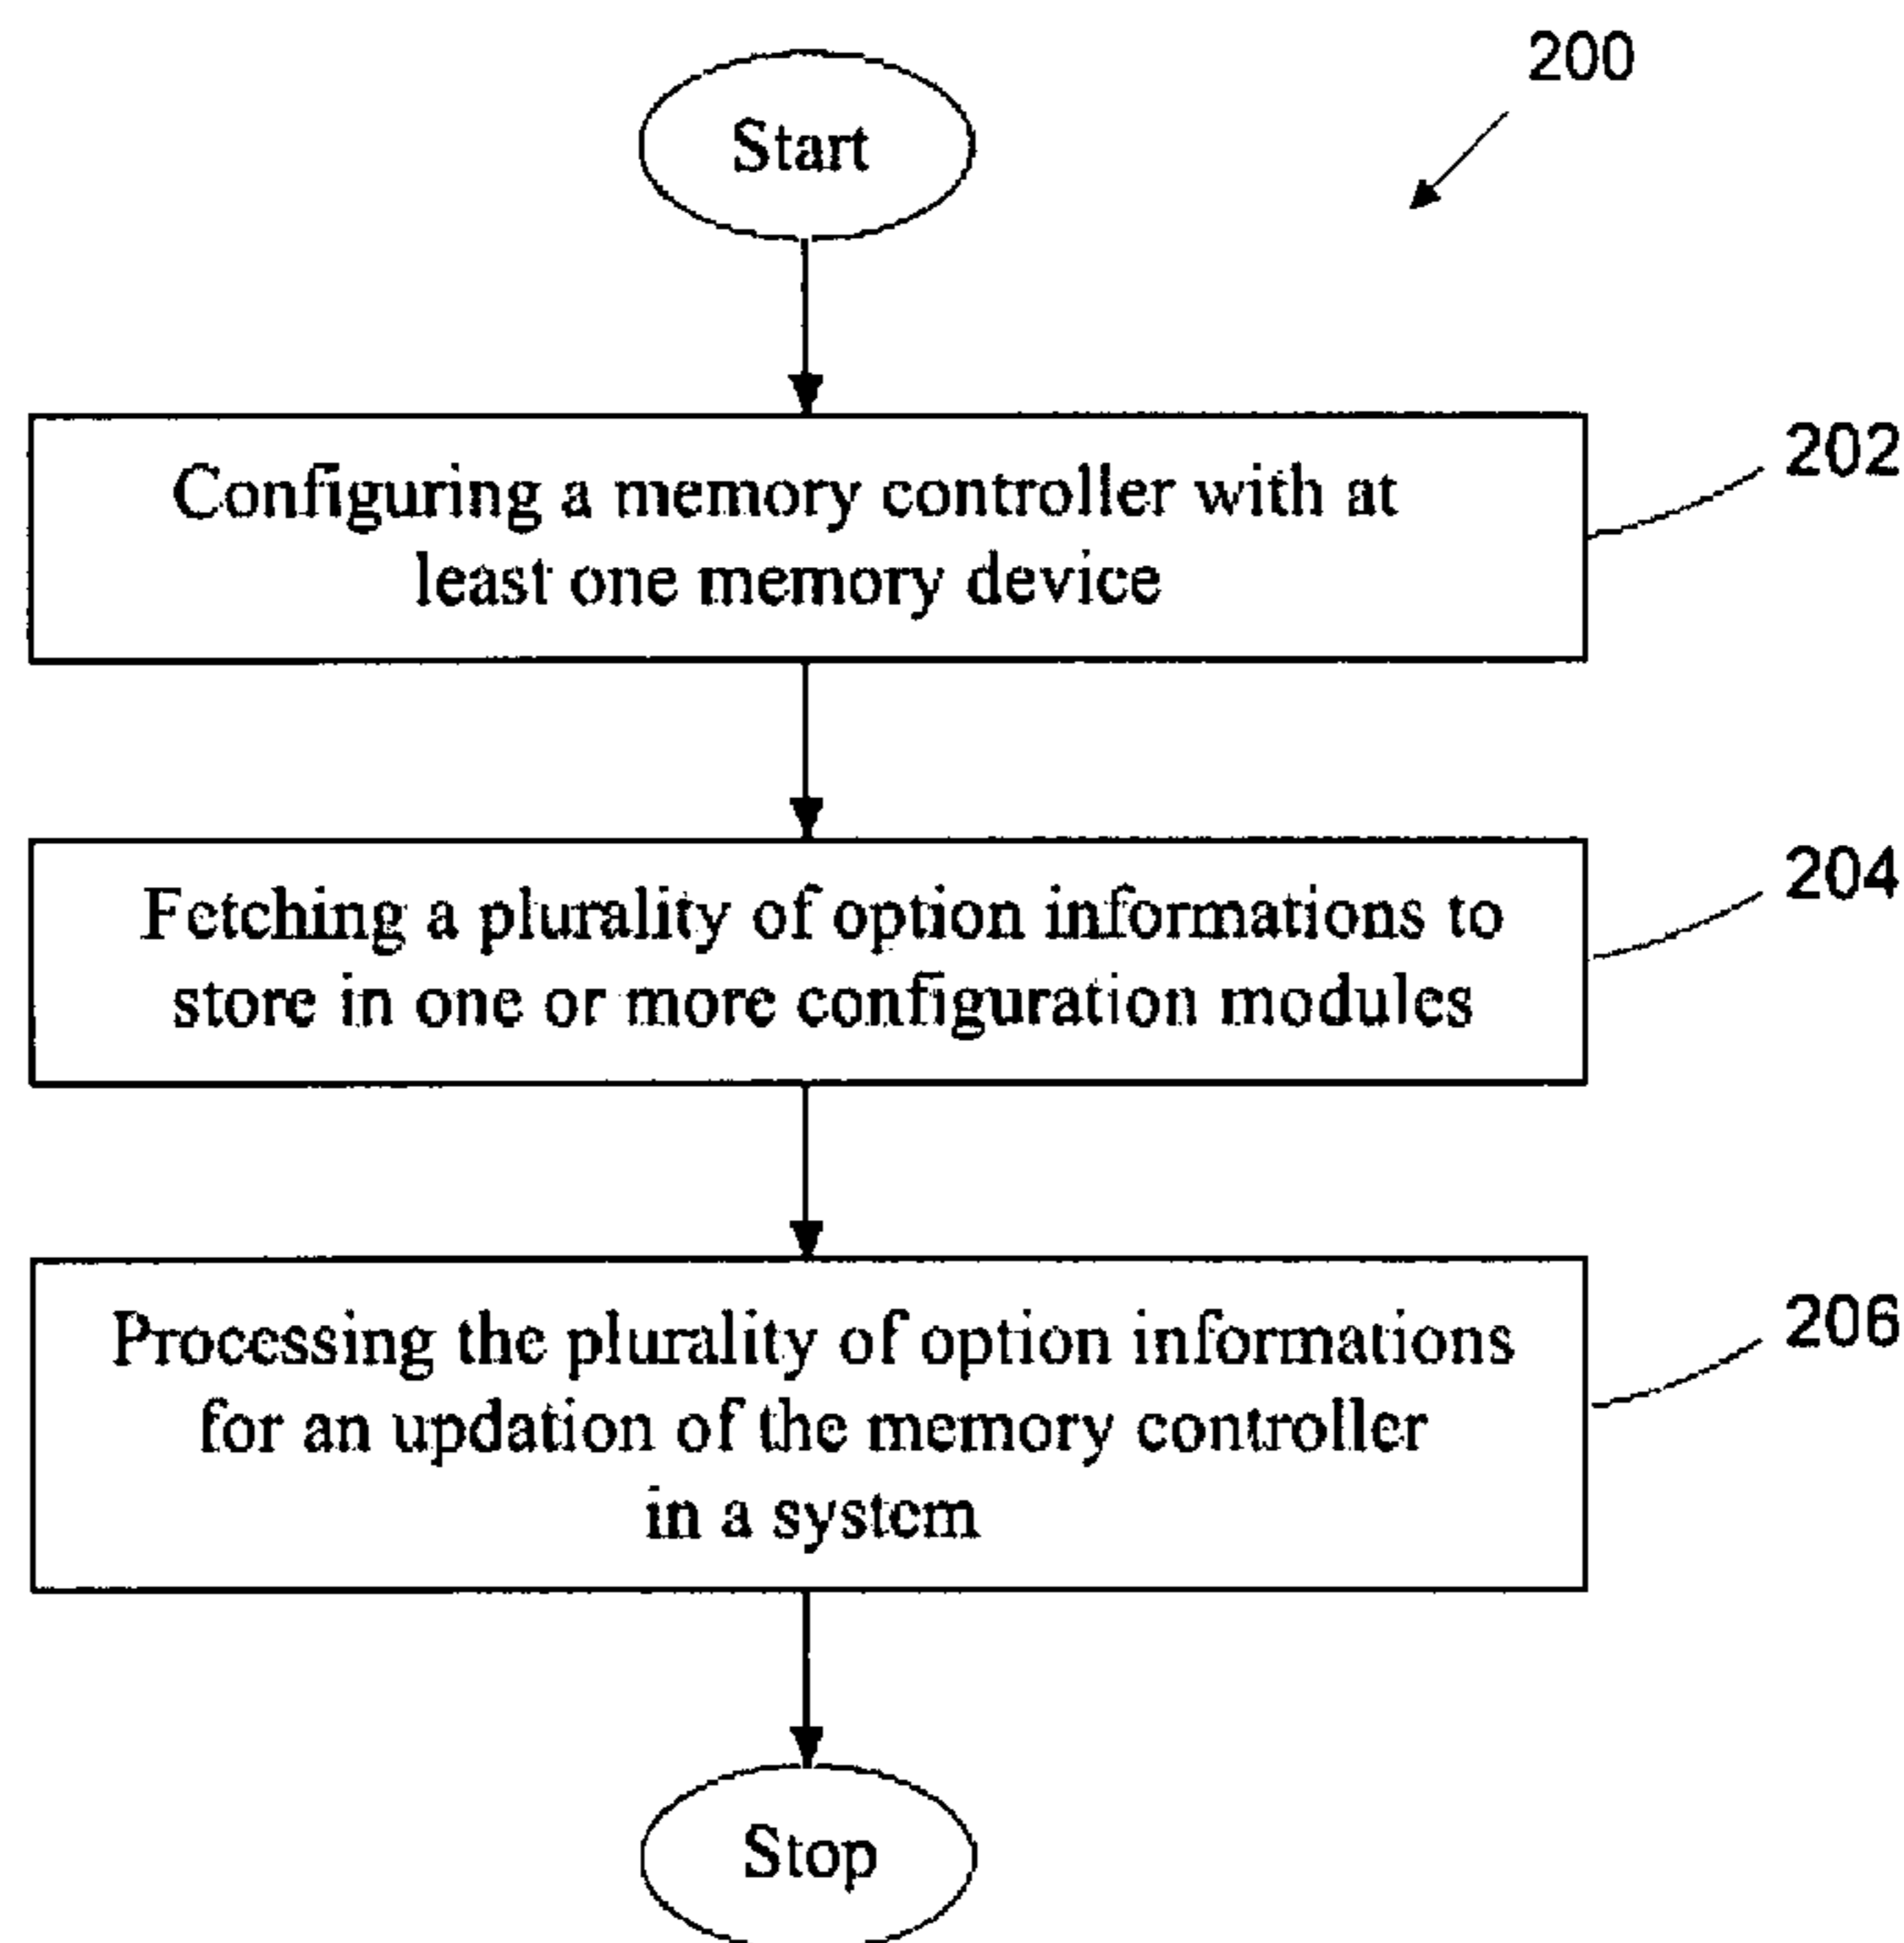 200
Start
202
Configuring a memory controller with at
least one memory device
204
Fetching a plurality of option informations to
store in one or more configuration modules
206
Processing the plurality of option informations
for an updation of the memory controller
in a system
Stop